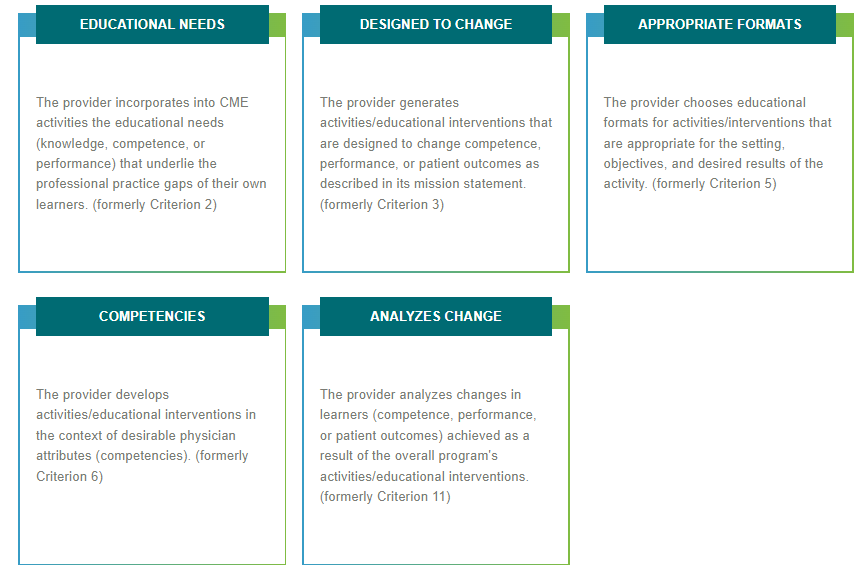 EDUCATIONAL NEEDS
The provider incorporates into CME
activities the educational needs
(knowledge, competence, or
performance) that underlie the
professional practice gaps of their own
learners. (formerly Criterion 2)
DESIGNED TO CHANGE
The provider generates
activities/educational interventions that
are designed to change competence,
performance, or patient outcomes as
described in its mission statement.
(formerly Criterion 3)
APPROPRIATE FORMATS
The provider chooses educational
formats for activities/interventions that
are appropriate for the setting,
objectives, and desired results of the
activity. (formerly Criterion 5)
COMPETENCIES
The provider develops
activities/educational interventions in
the context of desirable physician
attributes (competencies). (formerly
Criterion 6)
ANALYZES CHANGE
The provider analyzes changes in
learners (competence, performance,
or patient outcomes) achieved as a
result of the overall program's
activities/educational interventions.
(formerly Criterion 11)